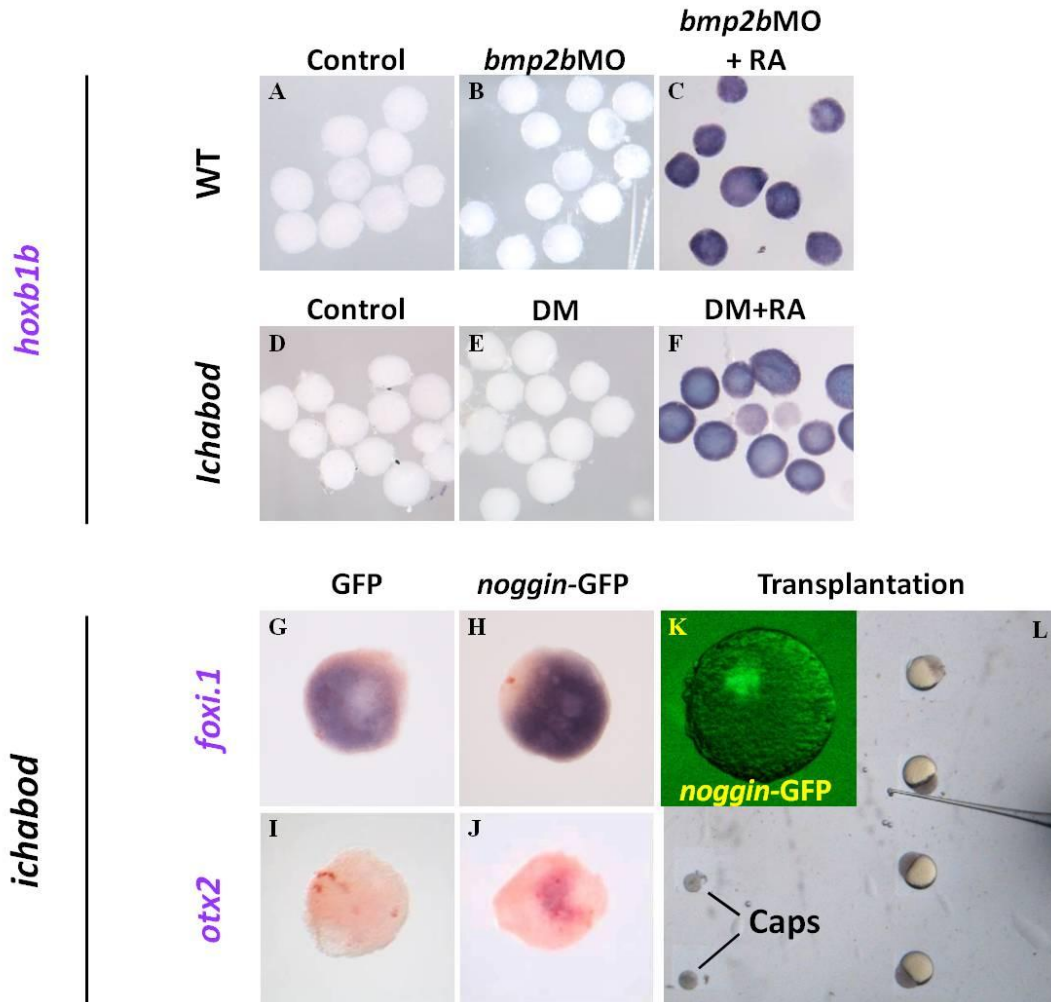 bmp2bMO
Control bmp2bMO + RA
A B C
WT
hoxb1b
Control DM DM+RA
D E F
Ichabod
GFP noggin-GFP Transplantation
G H K L
foxi.1
noggin-GFP
ichabod
I J
otx2
Caps